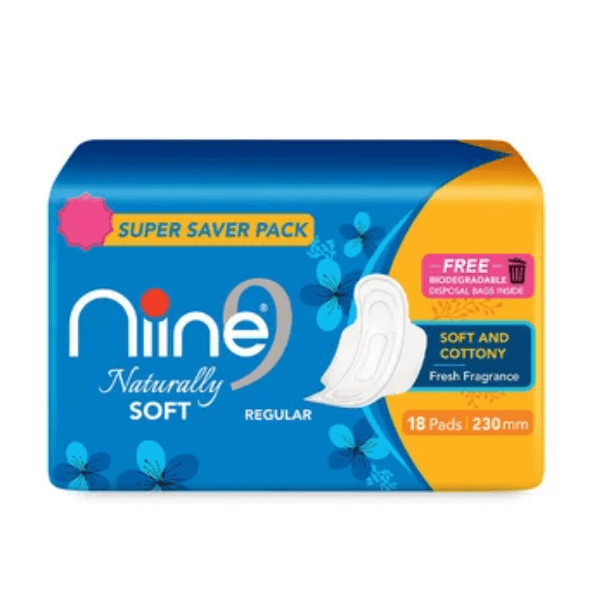 SUPER SAVER PACK
niine 9®
Naturally
SOFT
REGULAR
FREE
BIODEGRADABLE
DISPOSAL BAGS INSIDE
SOFT AND
COTTONY
Fresh Fragrance
18 Pads | 230mm